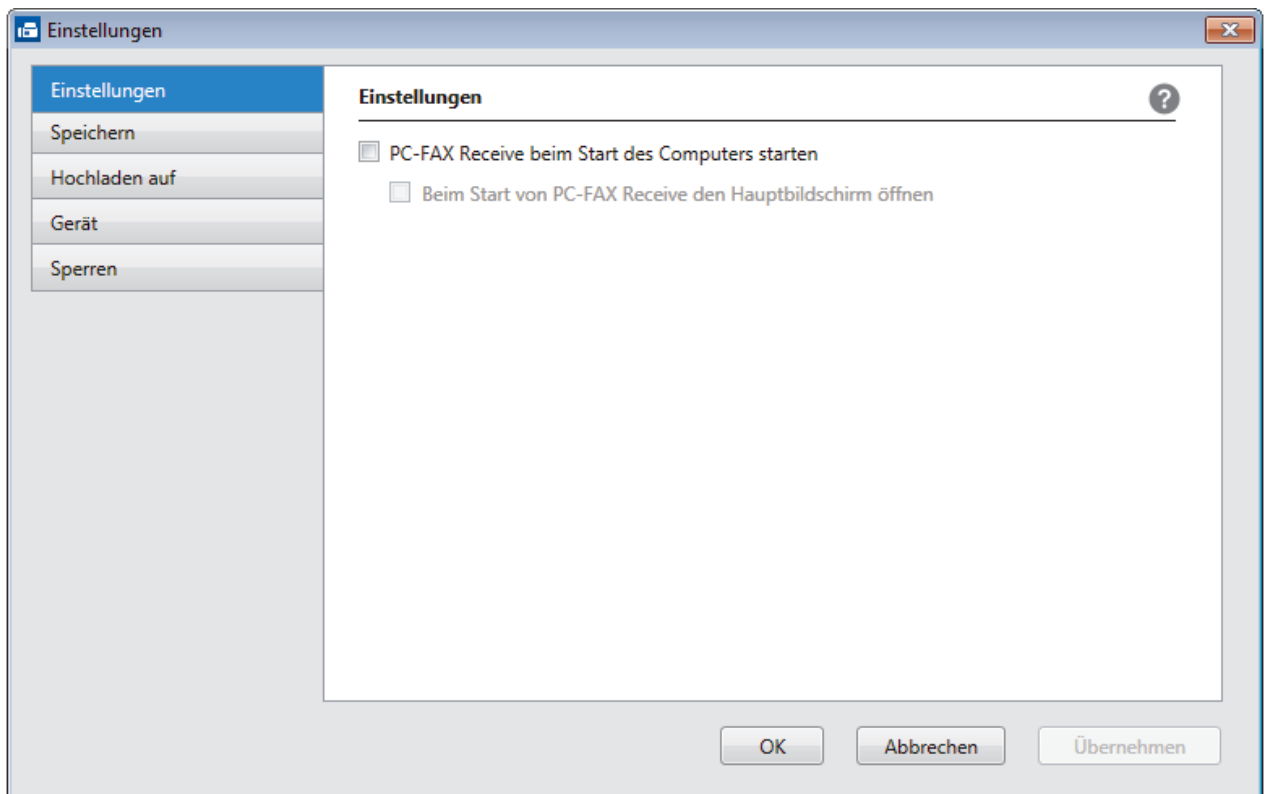 Einstellungen
Einstellungen
Speichern
Hochladen auf
Gerät
Sperren
Einstellungen
?
PC-FAX Receive beim Start des Computers starten
Beim Start von PC-FAX Receive den Hauptbildschirm öffnen
OK
Abbrechen
Übernehmen